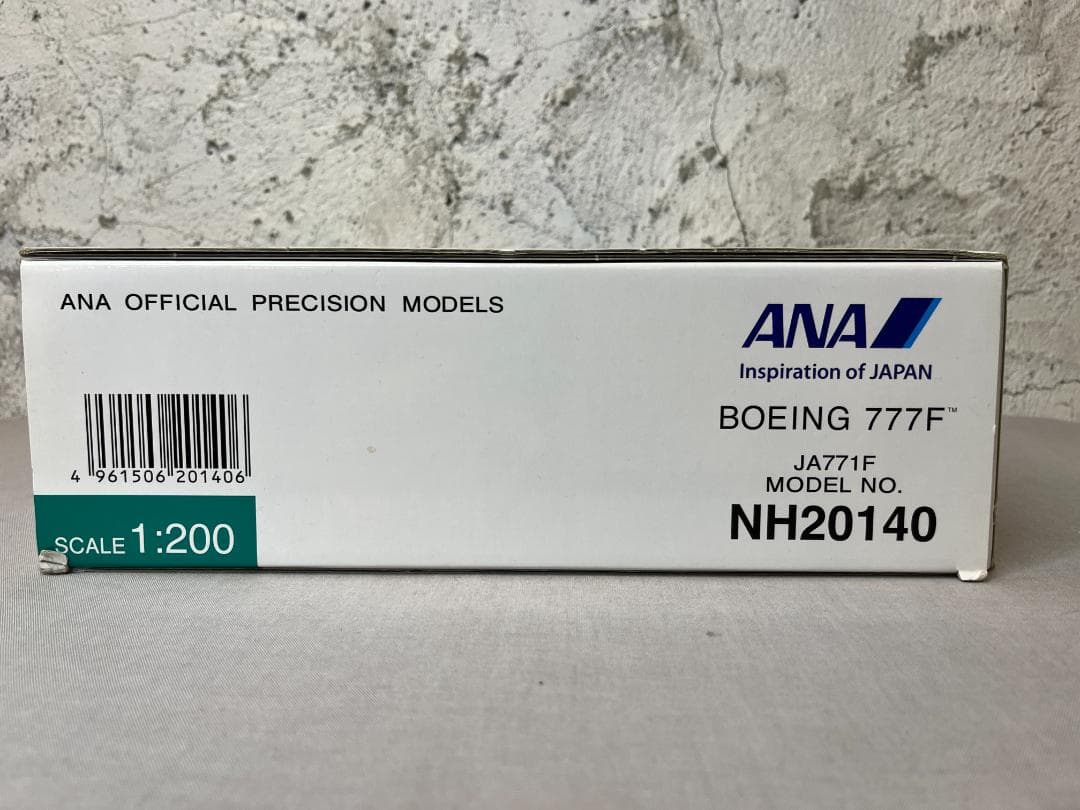 ANA OFFICIAL PRECISION MODELS
ANA
Inspiration of JAPAN
BOEING 777F™
JA771F
MODEL NO.
NH20140
4 961506 201406
SCALE 1:200